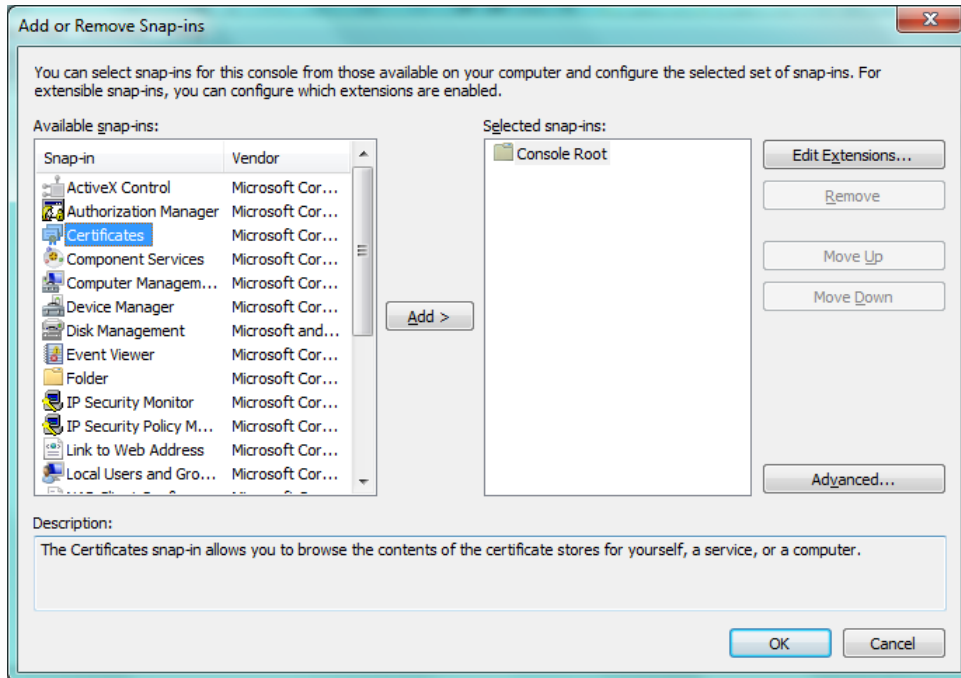 Add or Remove Snap-ins
You can select snap-ins for this console from those available on your computer and configure the selected set of snap-ins. For
extensible snap-ins, you can configure which extensions are enabled.
Available snap-ins:
Selected snap-ins:
Snap-in Vendor
Console Root
Edit Extensions...
ActiveX Control Microsoft Cor...
Remove
Authorization Manager Microsoft Cor...
Certificates Microsoft Cor...
Component Services Microsoft Cor...
Move Up
Computer Managem... Microsoft Cor...
Move Down
Device Manager Microsoft Cor...
Add >
Disk Management Microsoft and...
Event Viewer Microsoft Cor...
Folder Microsoft Cor...
IP Security Monitor Microsoft Cor...
IP Security Policy M... Microsoft Cor...
Link to Web Address Microsoft Cor...
Local Users and Gro... Microsoft Cor...
Advanced...
Description:
The Certificates snap-in allows you to browse the contents of the certificate stores for yourself, a service, or a computer.
OK Cancel